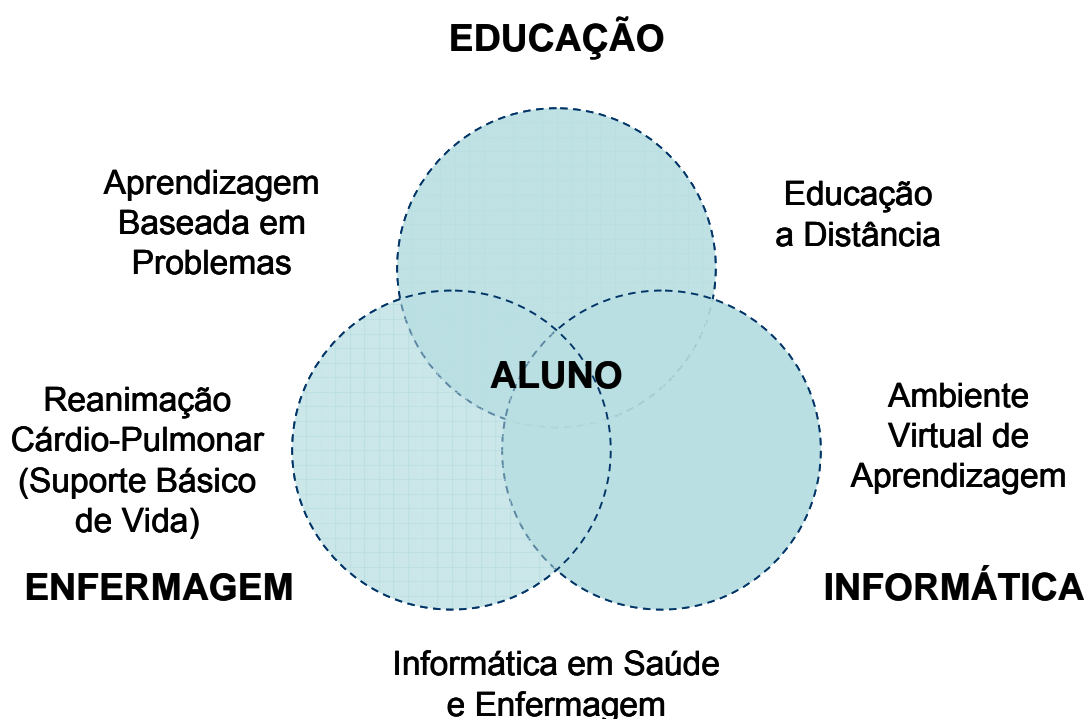 EDUCAÇÃO
Aprendizagem
Baseada em
Problemas
Educação
a Distância
ALUNO
Reanimação
Cárdio-Pulmonar
(Suporte Básico
de Vida)
Ambiente
Virtual de
Aprendizagem
ENFERMAGEM
INFORMÁTICA
Informática em Saúde
e Enfermagem